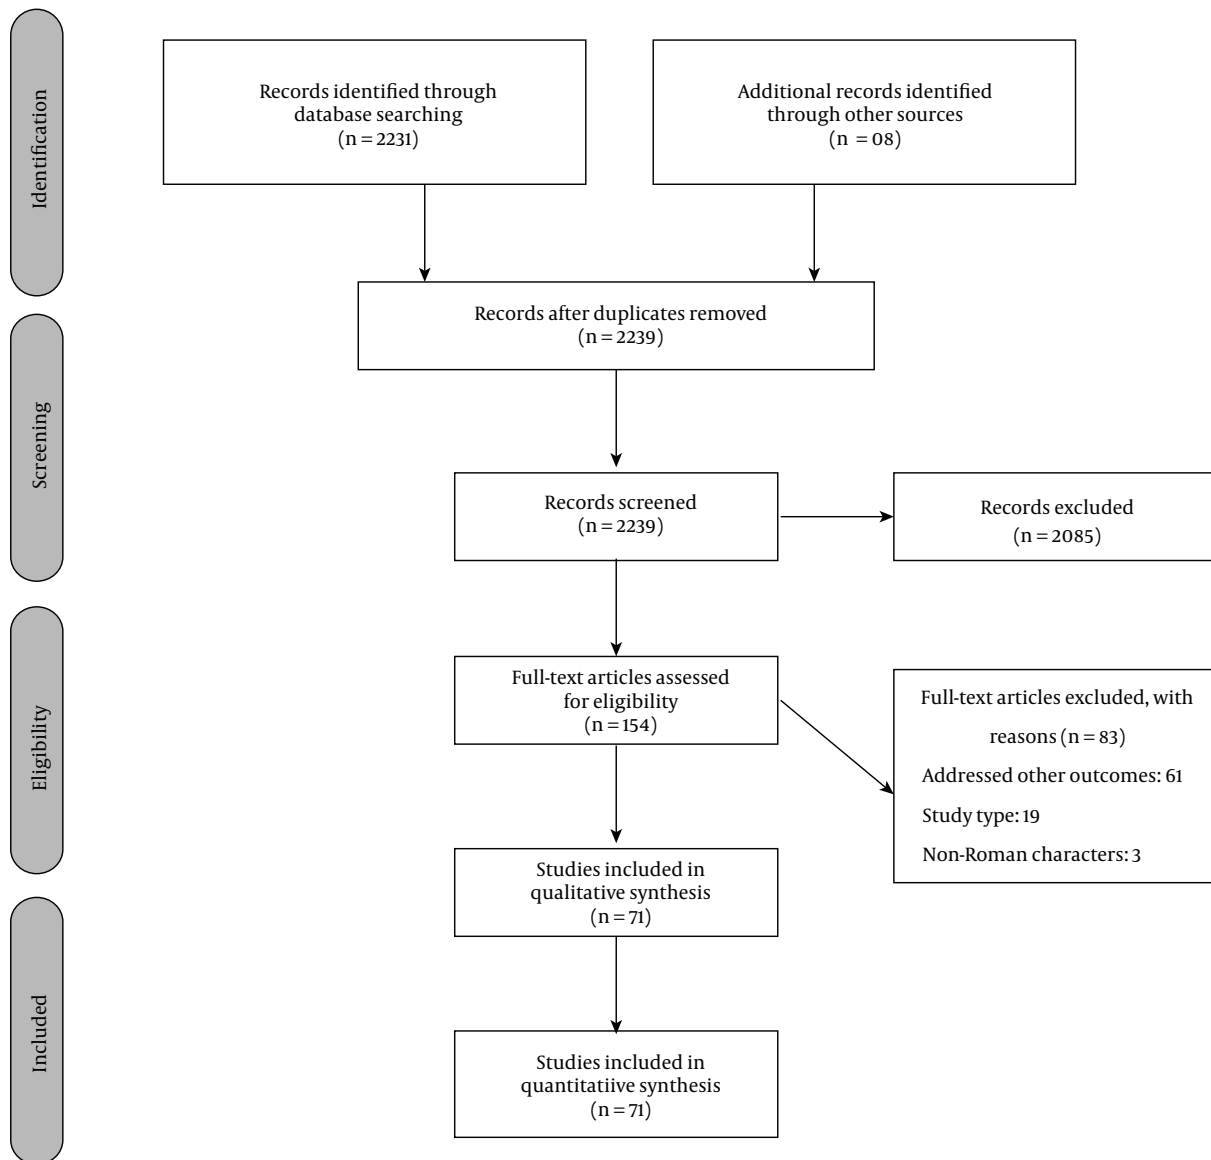 Identification
Records identified through
database searching
(n = 2231)
Additional records identified
through other sources
(n = 08)
Records after duplicates removed
(n = 2239)
Screening
Records screened
(n = 2239)
Records excluded
(n = 2085)
Eligibility
Full-text articles assessed
for eligibility
(n = 154)
Full-text articles excluded, with
reasons (n = 83)
Addressed other outcomes: 61
Study type: 19
Non-Roman characters: 3
Studies included in
qualitative synthesis
(n = 71)
Included
Studies included in
quantitatiive synthesis
(n = 71)